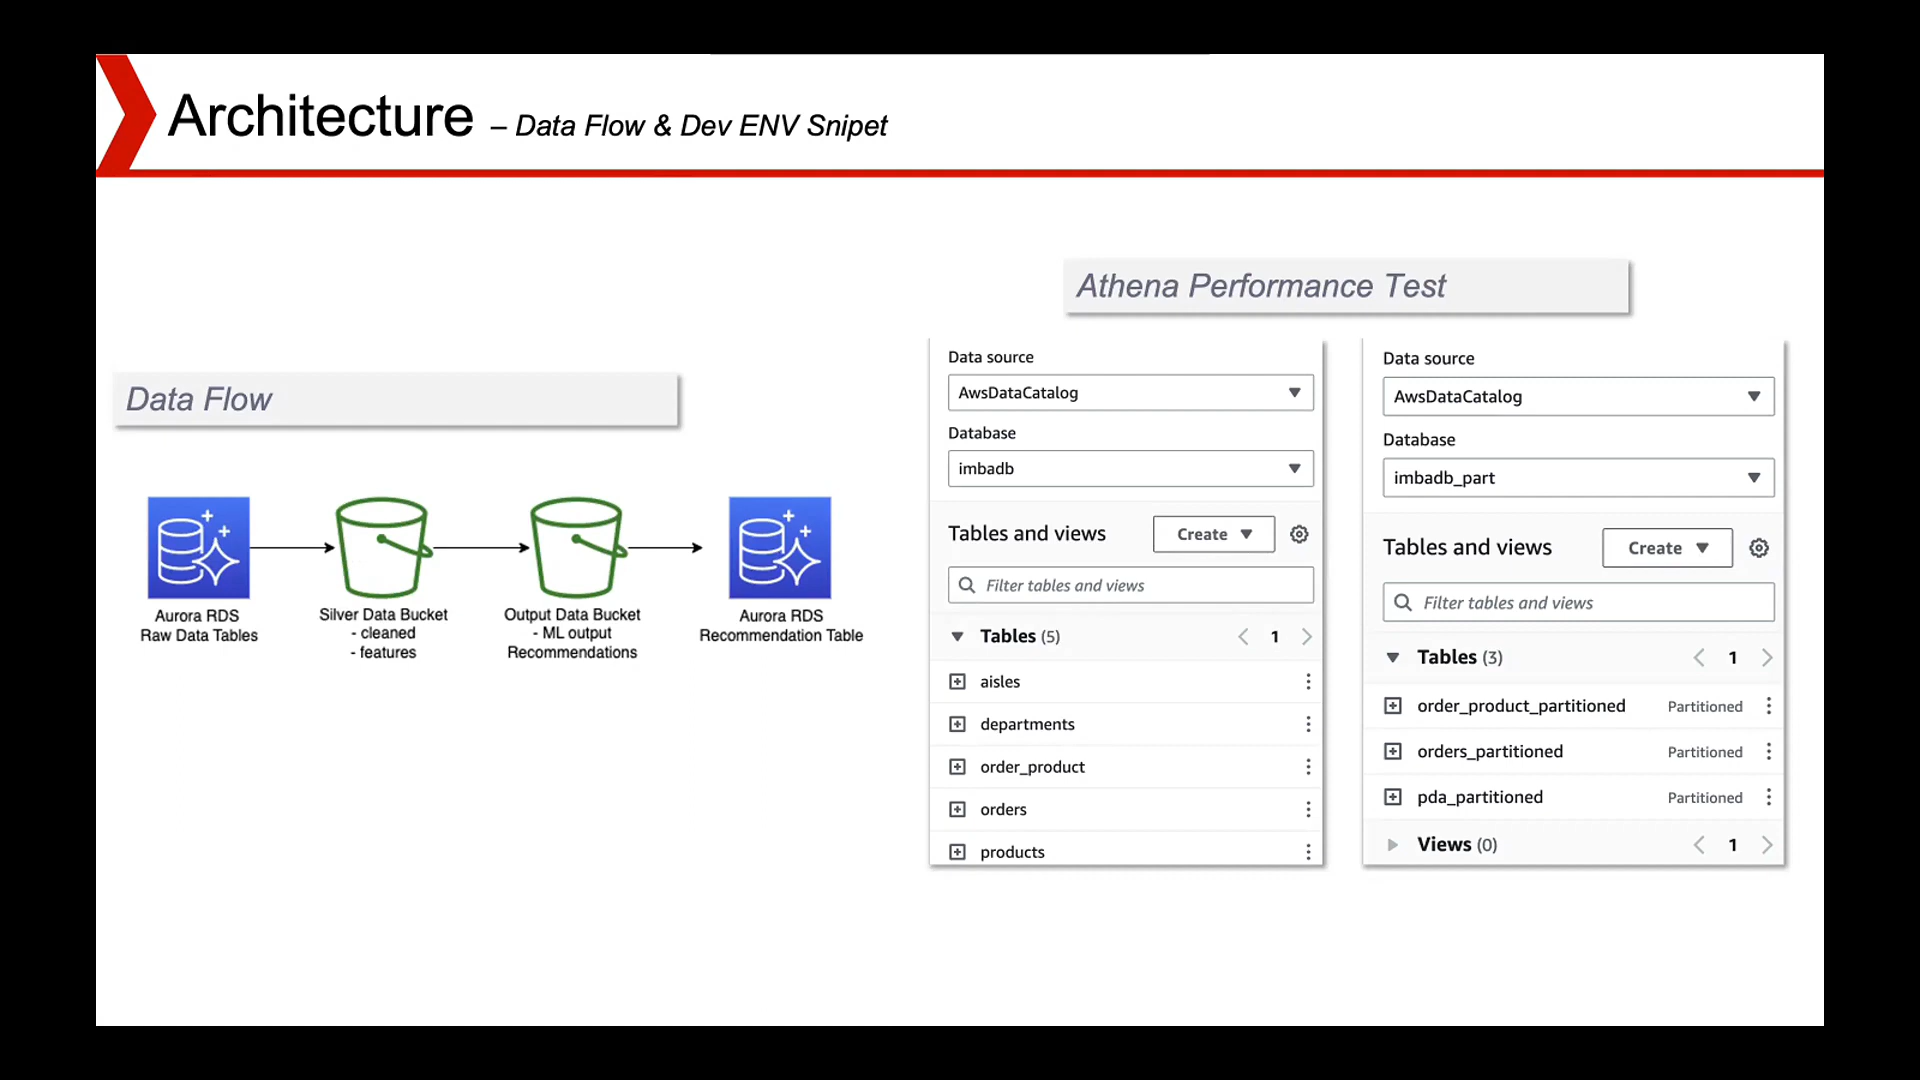 Architecture – Data Flow & Dev ENV Snipet
Data Flow
Aurora RDS
Raw Data Tables
Silver Data Bucket
- cleaned
- features
Output Data Bucket
- ML output
Recommendations
Aurora RDS
Recommendation Table
Athena Performance Test
Data source
AwsDataCatalog
Database
imbadb
Tables and views
Create
Filter tables and views
Tables (5)
1
aisles
departments
order_product
orders
products
Data source
AwsDataCatalog
Database
imbadb_part
Tables and views
Create
Filter tables and views
Tables (3)
1
order_product_partitioned Partitioned
orders_partitioned Partitioned
pda_partitioned Partitioned
Views (0)
1